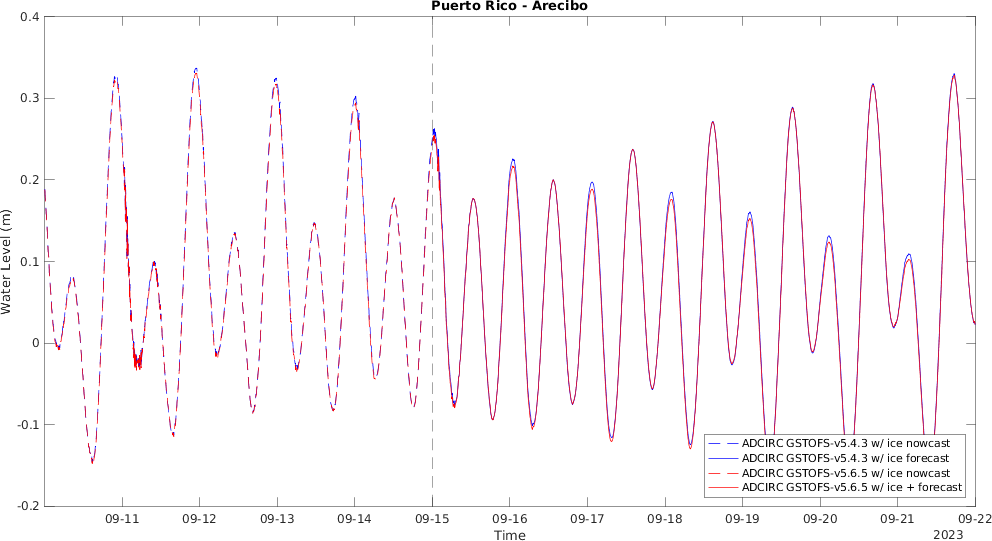 Puerto Rico - Arecibo
0.4
0.3
0.2
0.1
0
-0.1
-0.2
Water Level (m)
09-11 09-12 09-13 09-14 09-15 09-16 09-17 09-18 09-19 09-20 09-21 09-22
Time
2023
ADCIRC GSTOFS-v5.4.3 w/ ice nowcast
ADCIRC GSTOFS-v5.4.3 w/ ice forecast
ADCIRC GSTOFS-v5.6.5 w/ ice nowcast
ADCIRC GSTOFS-v5.6.5 w/ ice + forecast